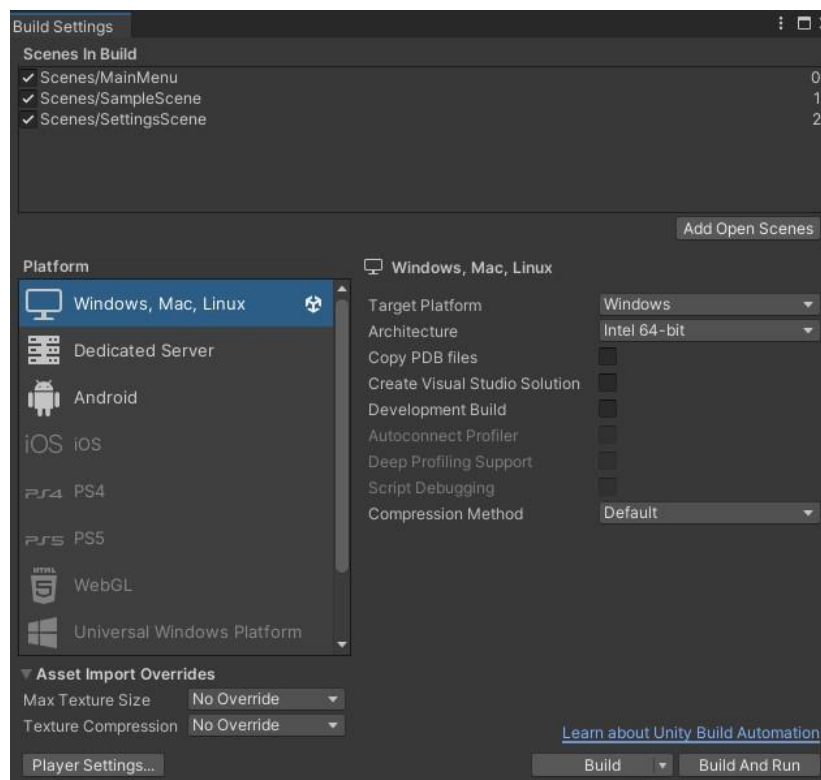 Build Settings
Scenes In Build
Scenes/MainMenu 0
Scenes/SampleScene 1
Scenes/SettingsScene 2
Add Open Scenes
Platform
Windows, Mac, Linux
Dedicated Server
Android
iOS iOS
PS4 PS4
PS5 PS5
HTML 5 WebGL
Universal Windows Platform
Windows, Mac, Linux
Target Platform Windows
Architecture Intel 64-bit
Copy PDB files
Create Visual Studio Solution
Development Build
Autoconnect Profiler
Deep Profiling Support
Script Debugging
Compression Method Default
Asset Import Overrides
Max Texture Size No Override
Texture Compression No Override
Learn about Unity Build Automation
Player Settings... Build Build And Run